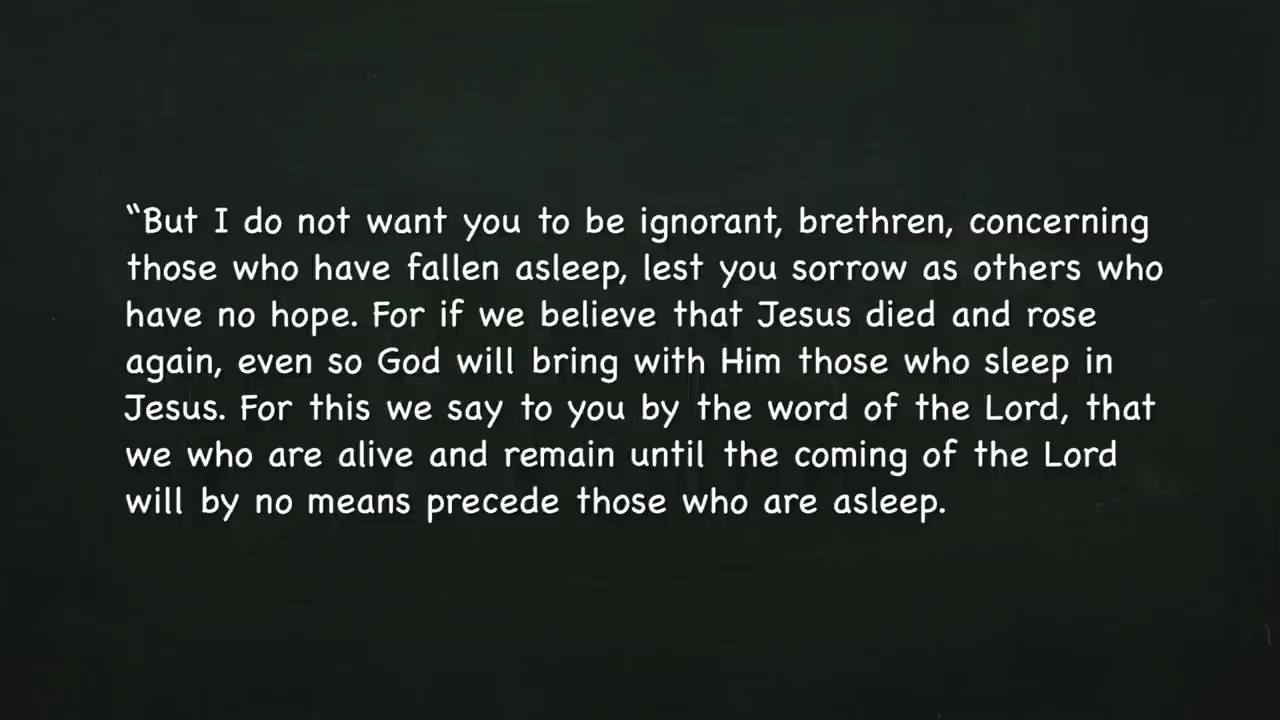 “But I do not want you to be ignorant, brethren, concerning
those who have fallen asleep, lest you sorrow as others who
have no hope. For if we believe that Jesus died and rose
again, even so God will bring with Him those who sleep in
Jesus. For this we say to you by the word of the Lord, that
we who are alive and remain until the coming of the Lord
will by no means precede those who are asleep.